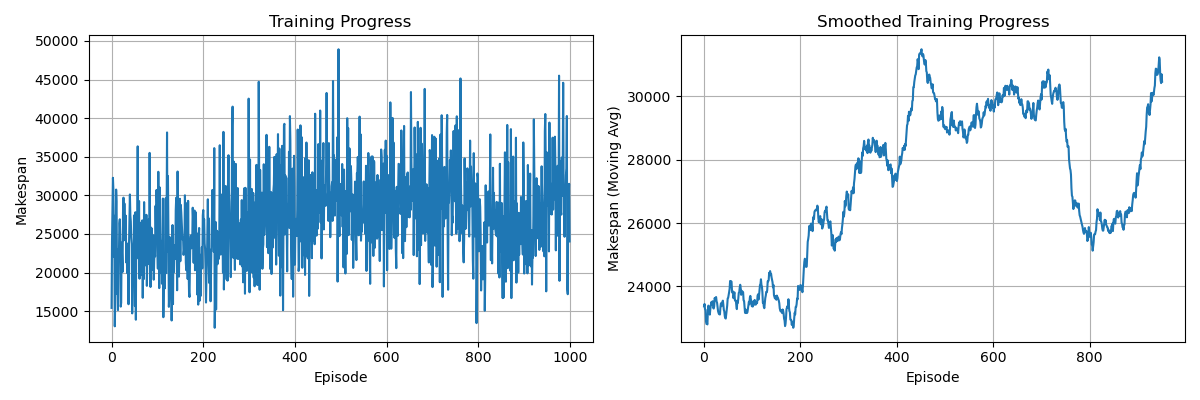 Training Progress
Makespan
50000
45000
40000
35000
30000
25000
20000
15000
0 200 400 600 800 1000
Episode
Smoothed Training Progress
Makespan (Moving Avg)
30000
28000
26000
24000
0 200 400 600 800
Episode